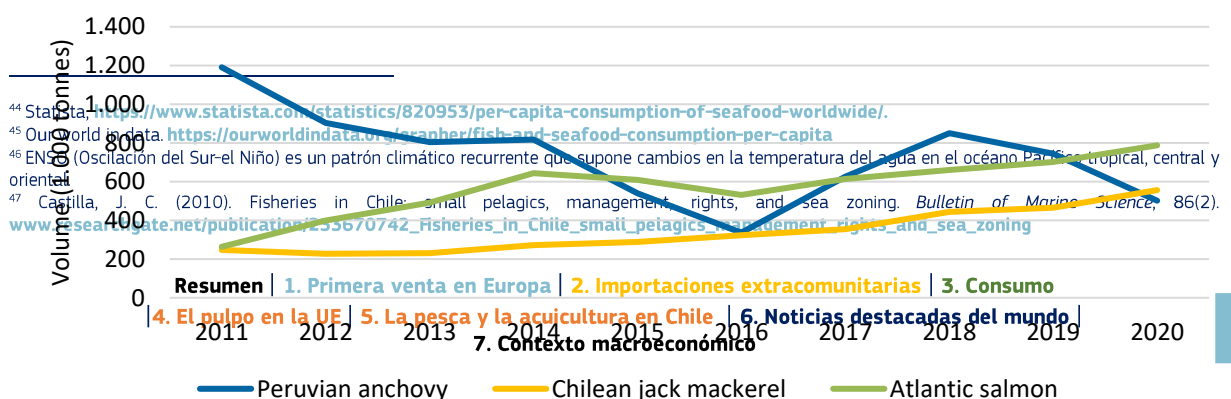 1.400
1.200
1.000
800
600
400
200
0
Volume (1.000 tonnes)
44 Statista, https://www.statista.com/statistics/820953/per-capita-consumption-of-seafood-worldwide/.
45 Our world in data. https://ourworldindata.org/grapher/fish-and-seafood-consumption-per-capita
46 ENSO (Oscilación del Sur-el Niño) es un patrón climático recurrente que supone cambios en la temperatura del agua en el océano Pacífico tropical, central y
oriental.
47 Castilla, J. C. (2010). Fisheries in Chile: small pelagics, management, rights, and sea zoning. Bulletin of Marine Science, 86(2).
www.researchgate.net/publication/233670742_Fisheries_in_Chile_small_pelagics_management_rights_and_sea_zoning
Resumen | 1. Primera venta en Europa | 2. Importaciones extracomunitarias | 3. Consumo
|4. El pulpo en la UE| 5. La pesca y la acuicultura en Chile | 6. Noticias destacadas del mundo|
7. Contexto macroeconómico
2011 2012 2013 2014 2015 2016 2017 2018 2019 2020
Peruvian anchovy Chilean jack mackerel Atlantic salmon